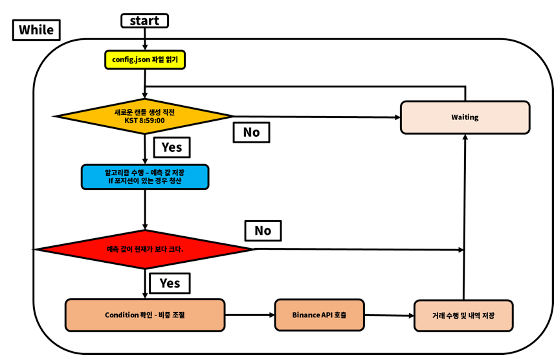 start
While
config.json 파일 읽기
새로운 캔들 생성 직전
KST 8:59:00
Waiting
No
Yes
알고리즘 수행 – 예측 값 저장
If 포지션이 있는 경우 청산
예측 값이 현재가 보다 크다.
No
Yes
Condition 확인 – 비중 조절
Binance API 호출
거래 수행 및 내역 저장